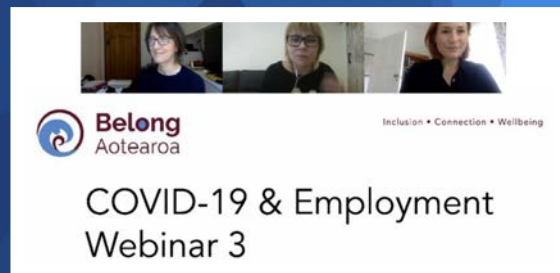 Belong
Aotearoa
Inclusion • Connection • Wellbeing
COVID-19 & Employment
Webinar 3